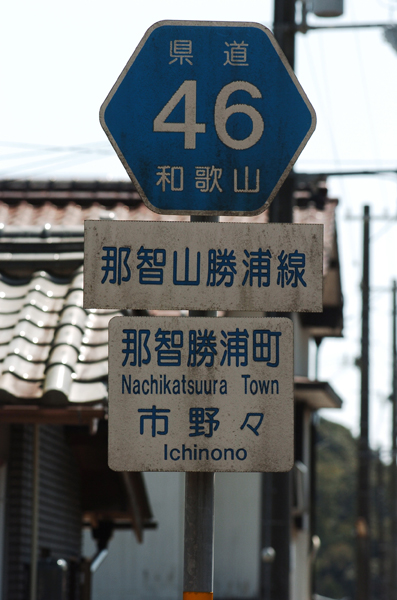 県道
46
和歌山
那智山勝浦線
那智勝浦町
Nachikatsuura Town
市野々
Ichinono